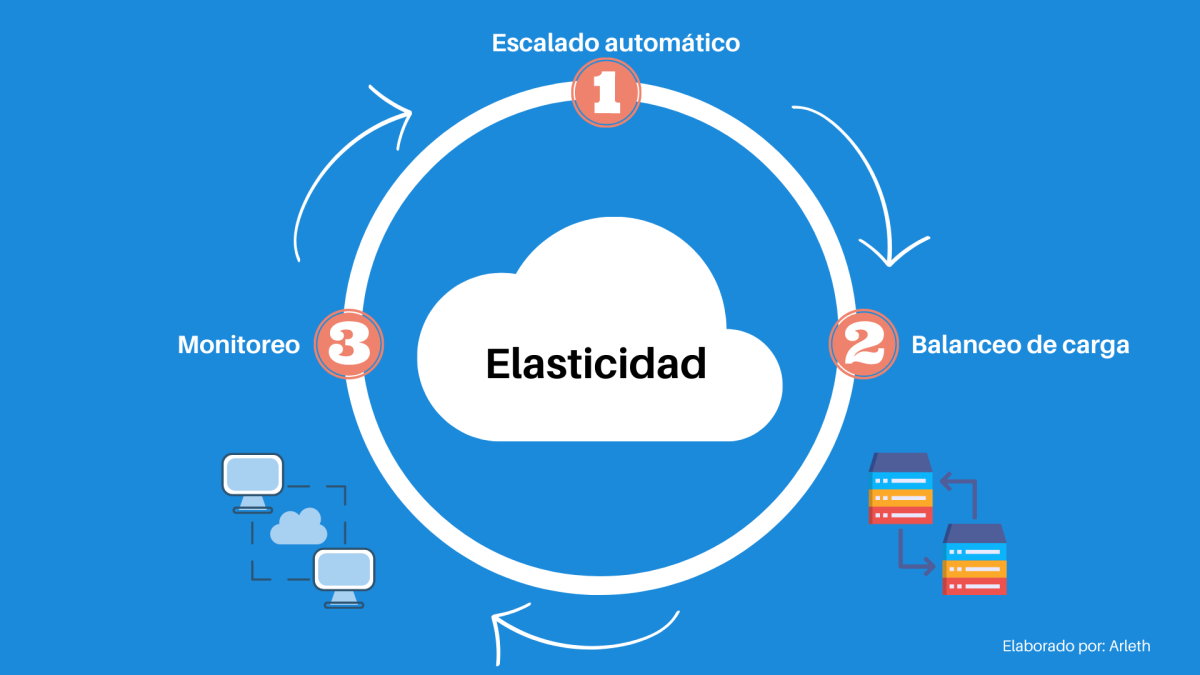 Escalado automático
1
3
Monitoreo
2
Balanceo de carga
Elasticidad
Elaborado por: Arleth